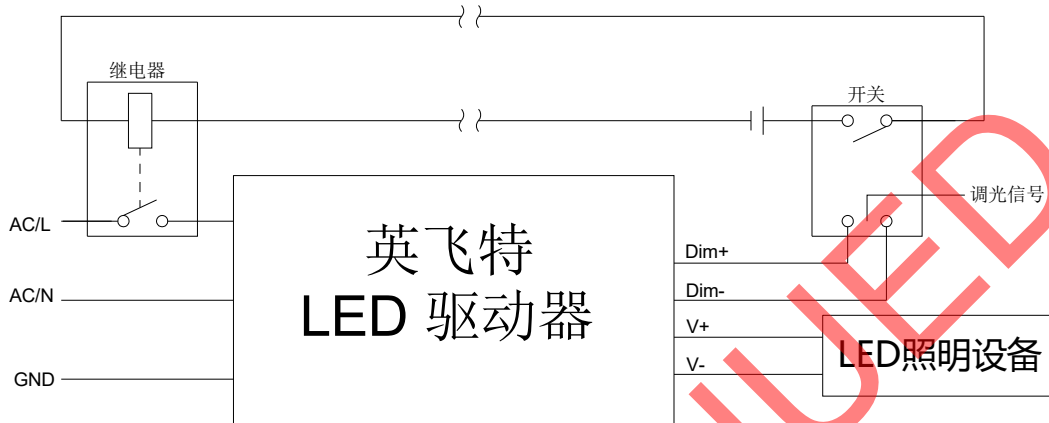 继电器
开关
调光信号
AC/L
英飞特
LED 驱动器
Dim+
AC/N
Dim-
V+
LED照明设备
V-
GND
UED